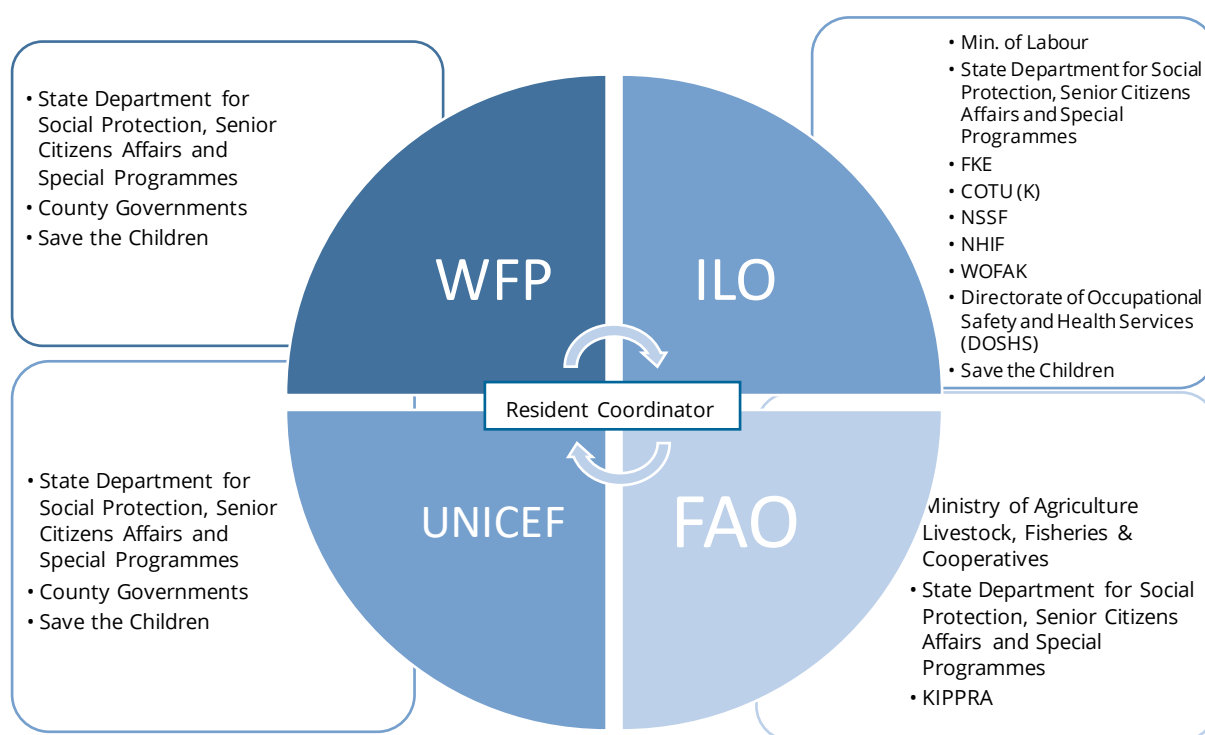 • State Department for
Social Protection, Senior
Citizens Affairs and
Special Programmes
• County Governments
• Save the Children
WFP
ILO
• Min. of Labour
• State Department for Social
Protection, Senior Citizens
Affairs and Special
Programmes
• FKE
• COTU (K)
• NSSF
• NHIF
• WOFAK
• Directorate of Occupational
Safety and Health Services
(DOSHS)
• Save the Children
Resident Coordinator
• State Department for
Social Protection, Senior
Citizens Affairs and
Special Programmes
• County Governments
• Save the Children
UNICEF
FAO
Ministry of Agriculture
Livestock, Fisheries &
Cooperatives
• State Department for Social
Protection, Senior Citizens
Affairs and Special
Programmes
• KIPPRA